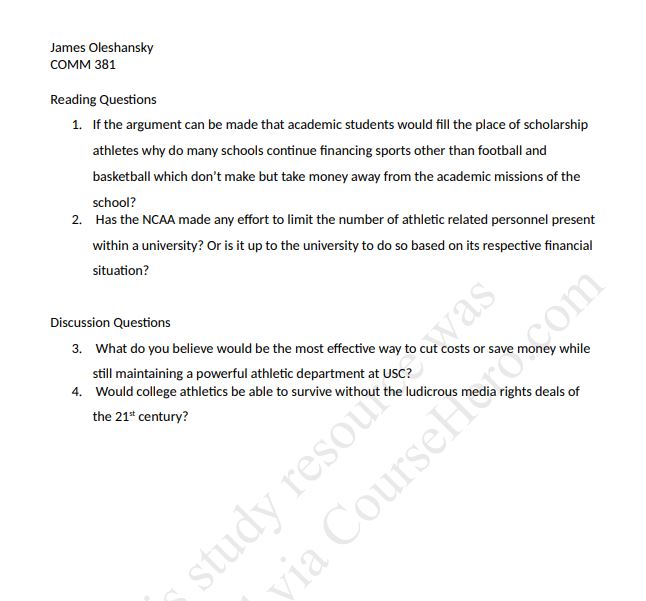 James Oleshansky
COMM 381
Reading Questions
1. If the argument can be made that academic students would fill the place of scholarship
athletes why do many schools continue financing sports other than football and
basketball which don't make but take money away from the academic missions of the
school?
2. Has the NCAA made any effort to limit the number of athletic related personnel present
within a university? Or is it up to the university to do so based on its respective financial
situation?
Discussion Questions
3. What do you believe would be the most effective way to cut costs or save money while
still maintaining a powerful athletic department at USC?
4. Would college athletics be able to survive without the ludicrous media rights deals of
the 21st century?
is study resource was
via CourseHero.com